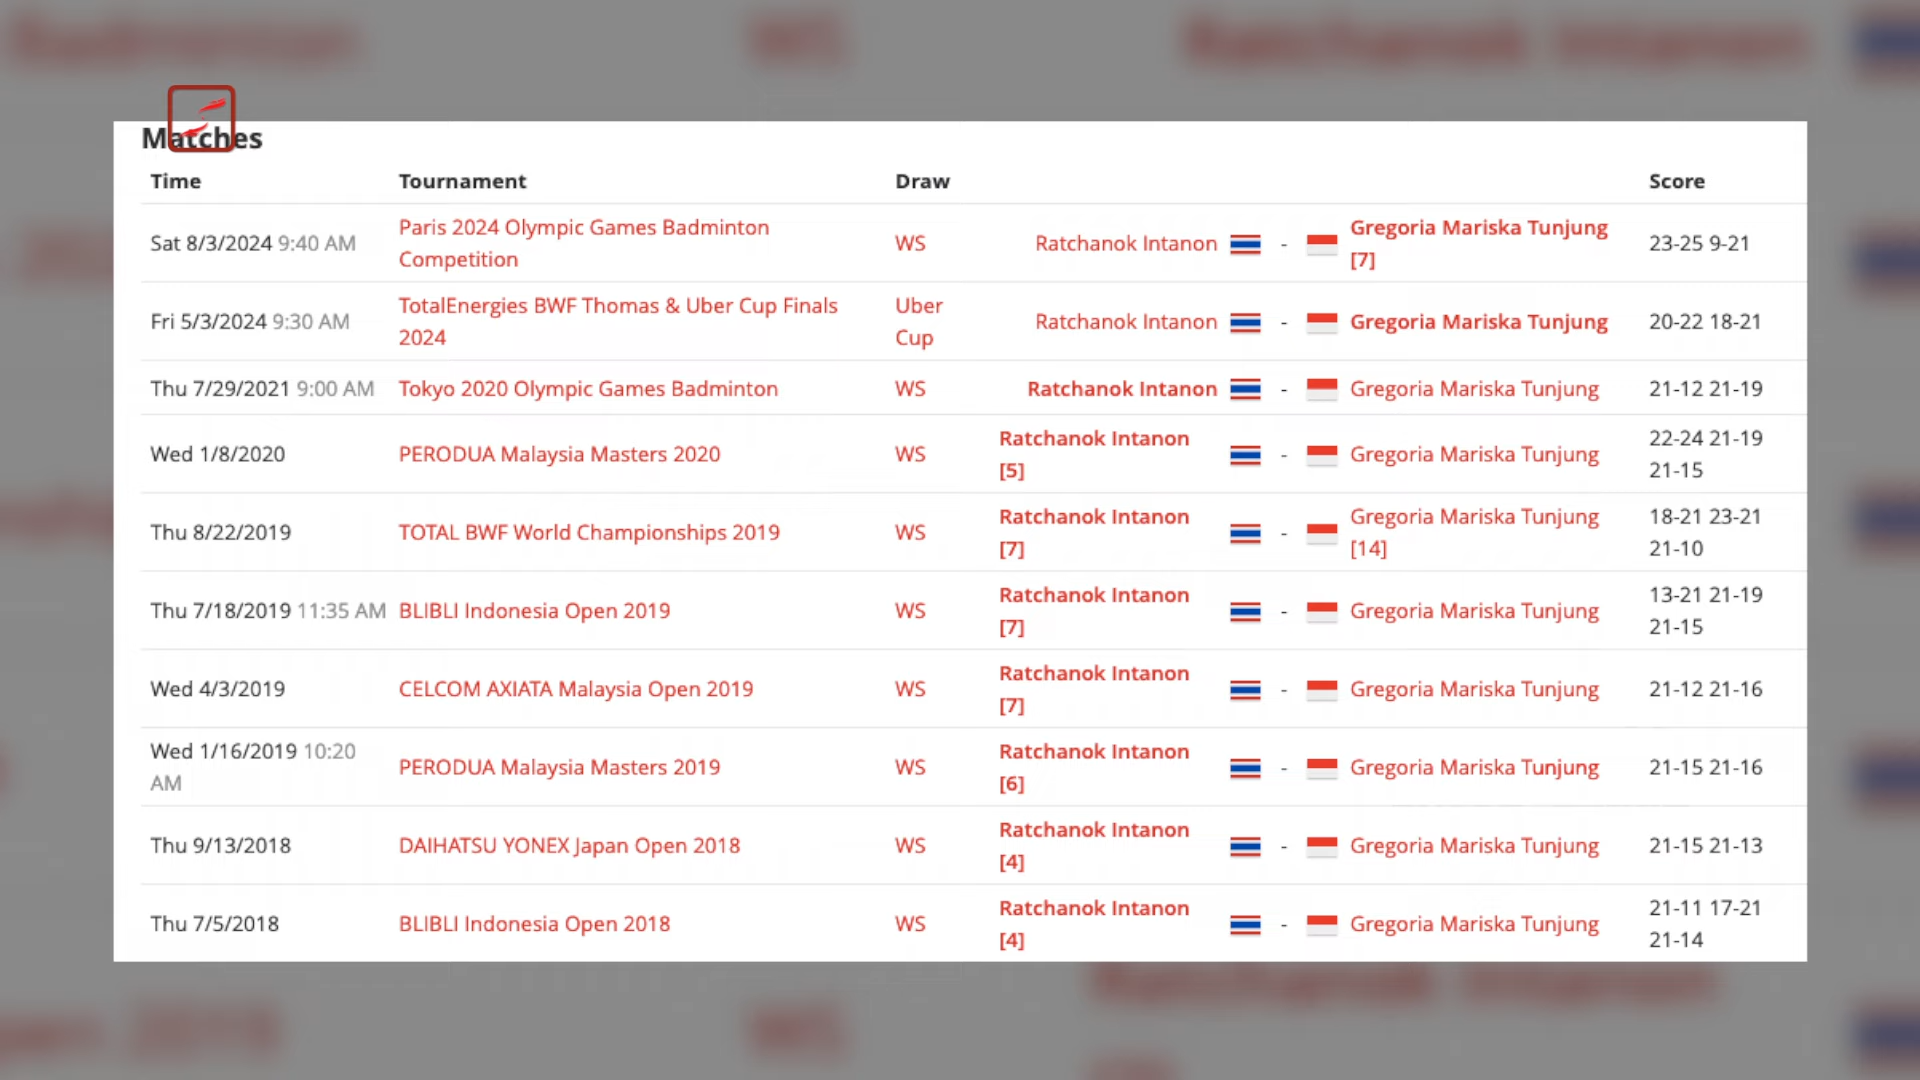 Badminton WS Ratchanok Intanon
Matches
Time Tournament Draw Score
Sat 8/3/2024 9:40 AM
Paris 2024 Olympic Games Badminton
Competition
WS
Ratchanok Intanon - Gregoria Mariska Tunjung
[7]
23-25 9-21
Fri 5/3/2024 9:30 AM
TotalEnergies BWF Thomas & Uber Cup Finals
2024
Uber
Cup
Ratchanok Intanon - Gregoria Mariska Tunjung
20-22 18-21
Thu 7/29/2021 9:00 AM
Tokyo 2020 Olympic Games Badminton
WS
Ratchanok Intanon - Gregoria Mariska Tunjung
21-12 21-19
Wed 1/8/2020
PERODUA Malaysia Masters 2020
WS
Ratchanok Intanon
[5]
- Gregoria Mariska Tunjung
22-24 21-19
21-15
Thu 8/22/2019
TOTAL BWF World Championships 2019
WS
Ratchanok Intanon
[7]
- Gregoria Mariska Tunjung
[14]
18-21 23-21
21-10
Thu 7/18/2019 11:35 AM
BLIBLI Indonesia Open 2019
WS
Ratchanok Intanon
[7]
- Gregoria Mariska Tunjung
13-21 21-19
21-15
Wed 4/3/2019
CELCOM AXIATA Malaysia Open 2019
WS
Ratchanok Intanon
[7]
- Gregoria Mariska Tunjung
21-12 21-16
Wed 1/16/2019 10:20
AM
PERODUA Malaysia Masters 2019
WS
Ratchanok Intanon
[6]
- Gregoria Mariska Tunjung
21-15 21-16
Thu 9/13/2018
DAIHATSU YONEX Japan Open 2018
WS
Ratchanok Intanon
[4]
- Gregoria Mariska Tunjung
21-15 21-13
Thu 7/5/2018
BLIBLI Indonesia Open 2018
WS
Ratchanok Intanon
[4]
- Gregoria Mariska Tunjung
21-11 17-21
21-14
Ratchanok Intanon
WS